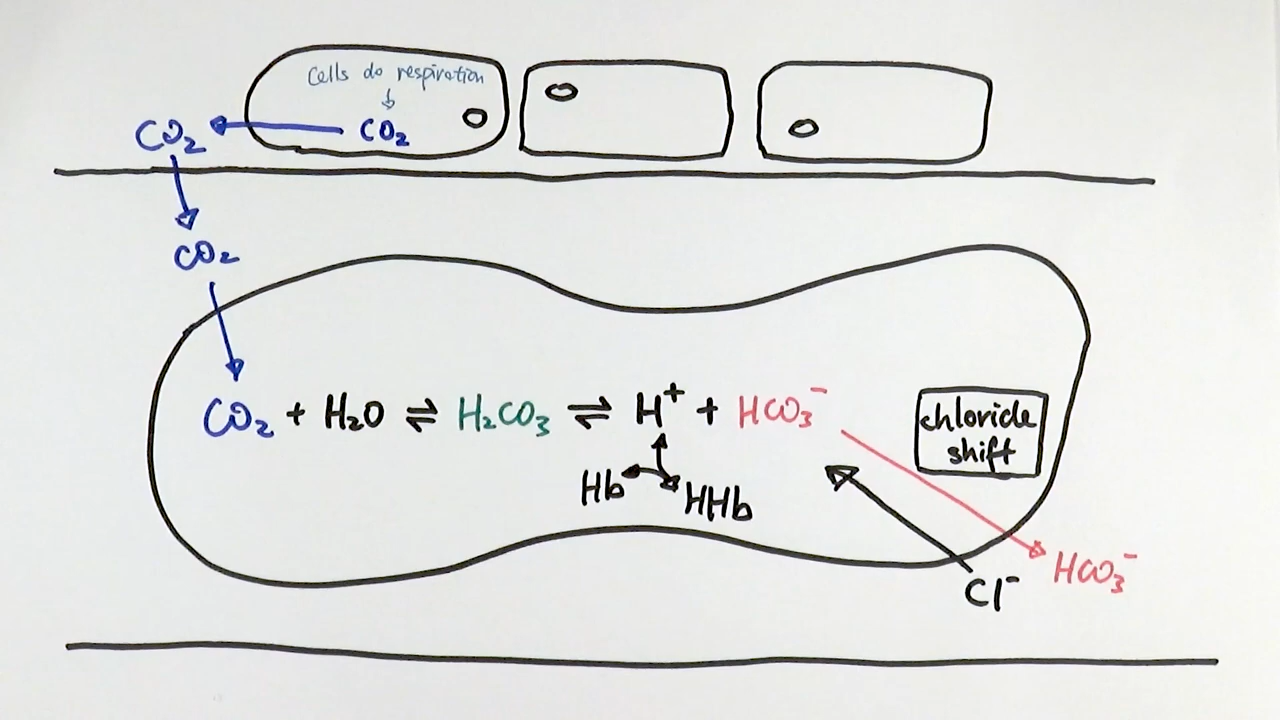 Cells do respiration
↓
CO₂ ← CO₂
CO₂
CO₂ + H₂O ⇌ H₂CO₃ ⇌ H⁺ + HCO₃⁻
chloride
shift
Hb HHb
HCO₃⁻
Cl⁻